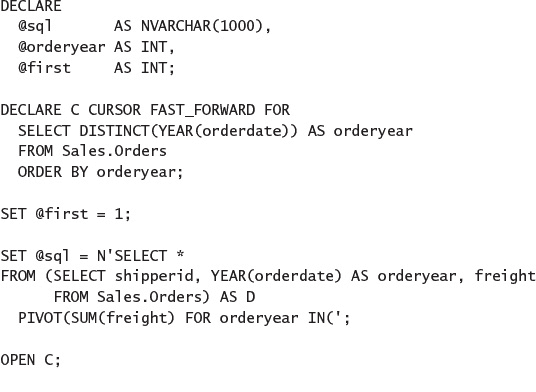 DECLARE
  @sql       AS NVARCHAR(1000),
  @orderyear AS INT,
  @first     AS INT;

DECLARE C CURSOR FAST_FORWARD FOR
  SELECT DISTINCT(YEAR(orderdate)) AS orderyear
  FROM Sales.Orders
  ORDER BY orderyear;

SET @first = 1;

SET @sql = N'SELECT *
FROM (SELECT shipperid, YEAR(orderdate) AS orderyear, freight
      FROM Sales.Orders) AS D
  PIVOT(SUM(freight) FOR orderyear IN(';

OPEN C;